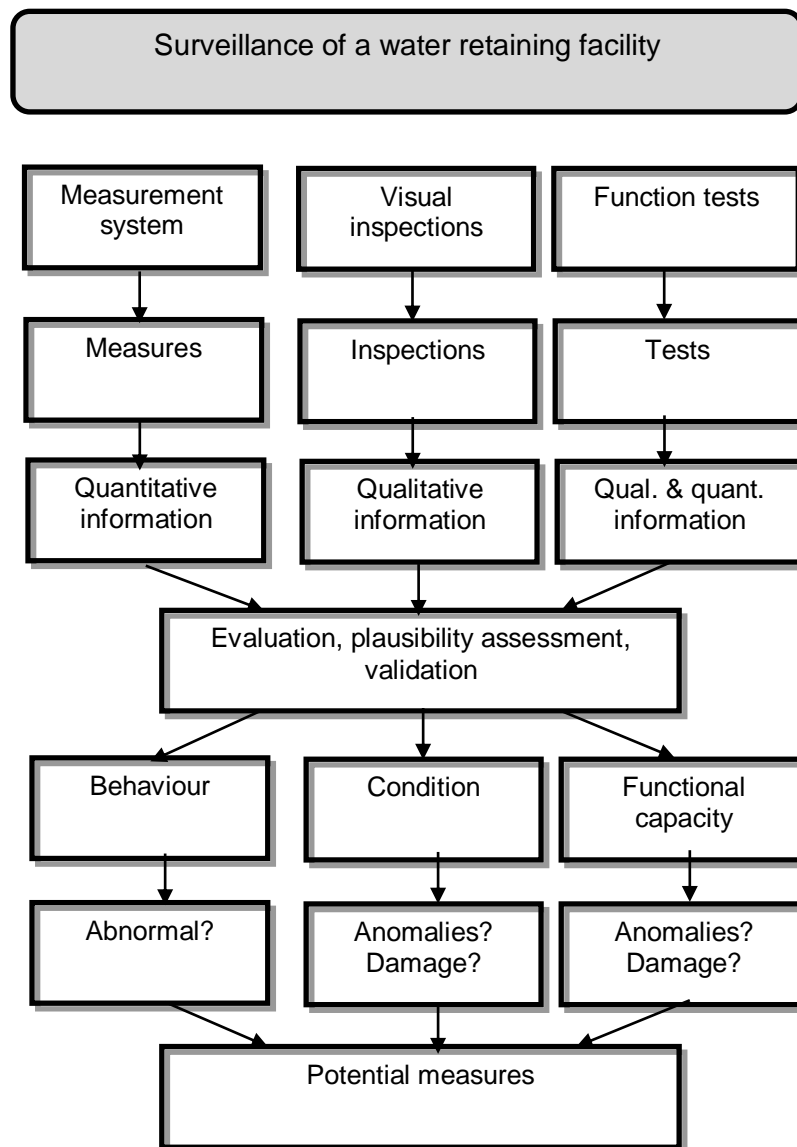 Surveillance of a water retaining facility
Measurement
system
Visual
inspections
Function tests
Measures
Inspections
Tests
Quantitative
information
Qualitative
information
Qual. & quant.
information
Evaluation, plausibility assessment,
validation
Behaviour
Condition
Functional
capacity
Abnormal?
Anomalies?
Damage?
Anomalies?
Damage?
Potential measures